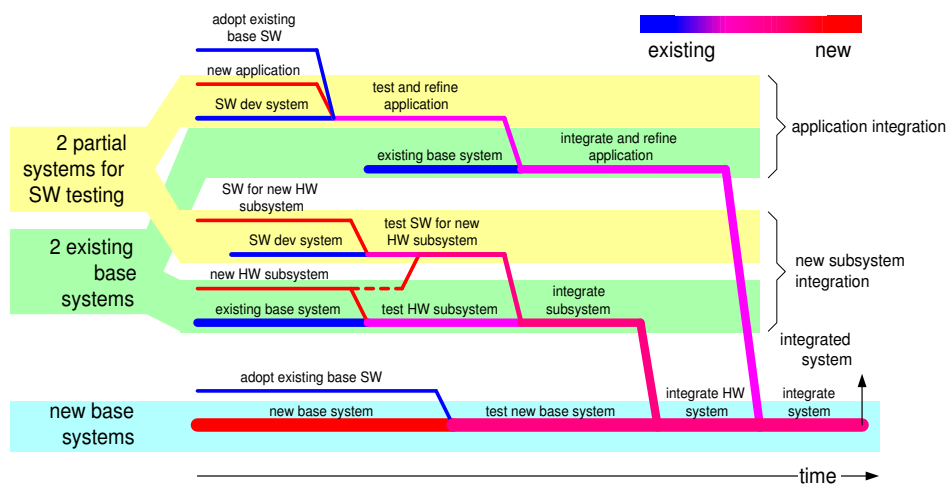 adopt existing
base SW
existing
new
new application
SW dev system
test and refine
application
application integration
2 partial
systems for
SW testing
existing base system
integrate and refine
application
SW for new HW
subsystem
SW dev system
test SW for new
HW subsystem
2 existing
base
systems
new HW subsystem
new subsystem
integration
existing base system
test HW subsystem
integrate
subsystem
integrated
system
adopt existing base SW
new base
systems
new base system
test new base system
integrate HW
system
integrate
system
time